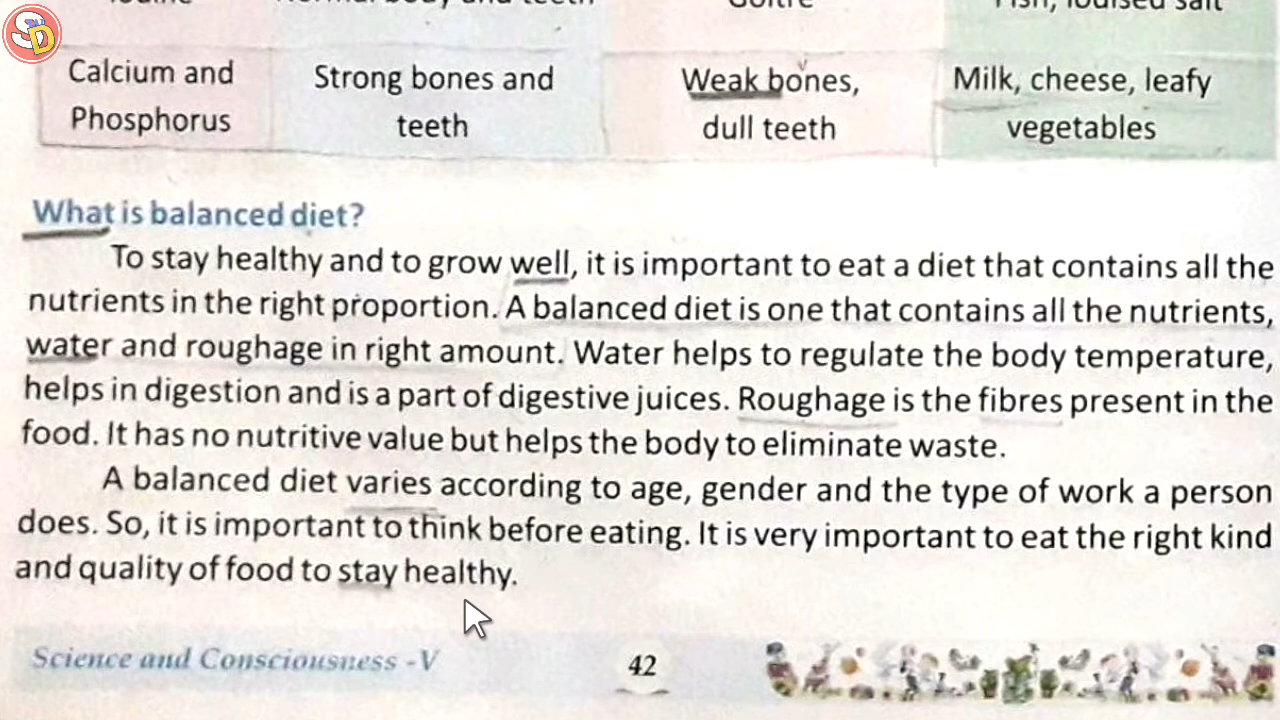 Goitre
Fish, iodised salt
Calcium and
Phosphorus
Strong bones and
teeth
Weak bones,
dull teeth
Milk, cheese, leafy
vegetables
What is balanced diet?
To stay healthy and to grow well, it is important to eat a diet that contains all the
nutrients in the right proportion. A balanced diet is one that contains all the nutrients,
water and roughage in right amount. Water helps to regulate the body temperature,
helps in digestion and is a part of digestive juices. Roughage is the fibres present in the
food. It has no nutritive value but helps the body to eliminate waste.
A balanced diet varies according to age, gender and the type of work a person
does. So, it is important to think before eating. It is very important to eat the right kind
and quality of food to stay healthy.
Science and Consciousness -V
42